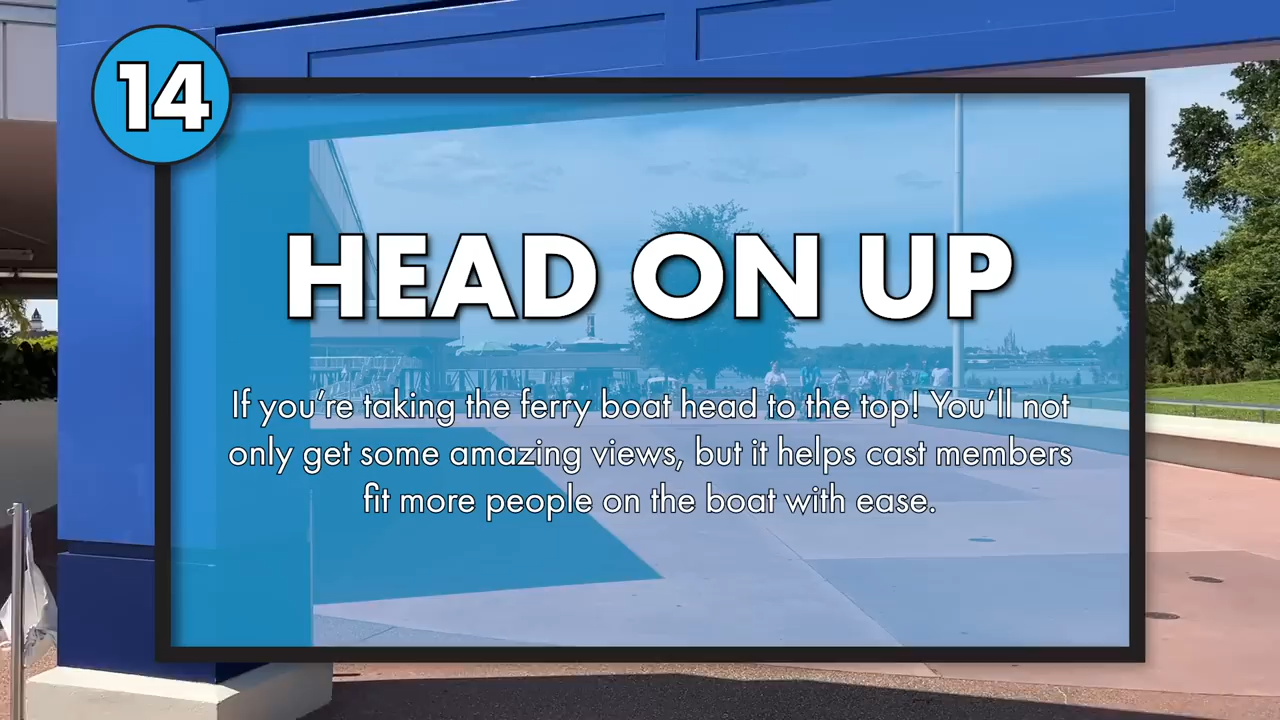 14
HEAD ON UP
If you’re taking the ferry boat head to the top! You’ll not
only get some amazing views, but it helps cast members
fit more people on the boat with ease.